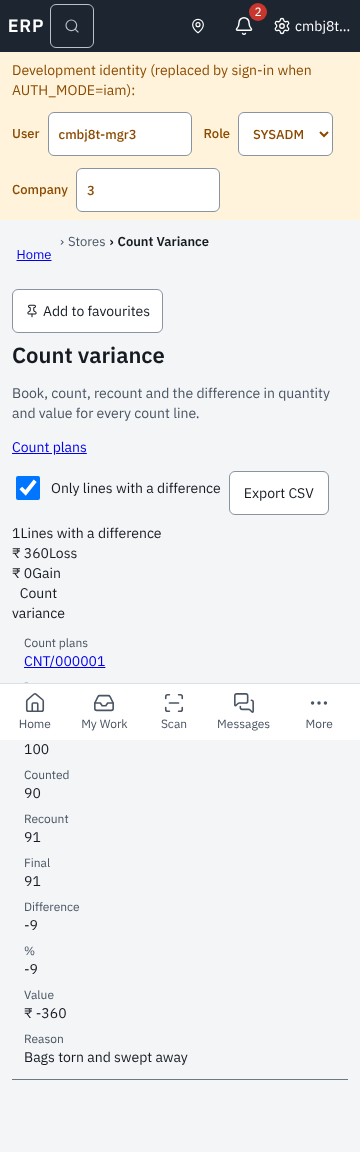 ERP
2
cmbj8t...
Development identity (replaced by sign-in when
AUTH_MODE=iam):
User
cmbj8t-mgr3
Role
SYSADM
Company
3
Home › Stores › Count Variance
Add to favourites
Count variance
Book, count, recount and the difference in quantity
and value for every count line.
Count plans
Only lines with a difference
Export CSV
1Lines with a difference
₹ 360Loss
₹ 0Gain
Count
variance
Count plans
CNT/000001
Home
My Work
Scan
Messages
More
100
Counted
90
Recount
91
Final
91
Difference
-9
%
-9
Value
₹ -360
Reason
Bags torn and swept away